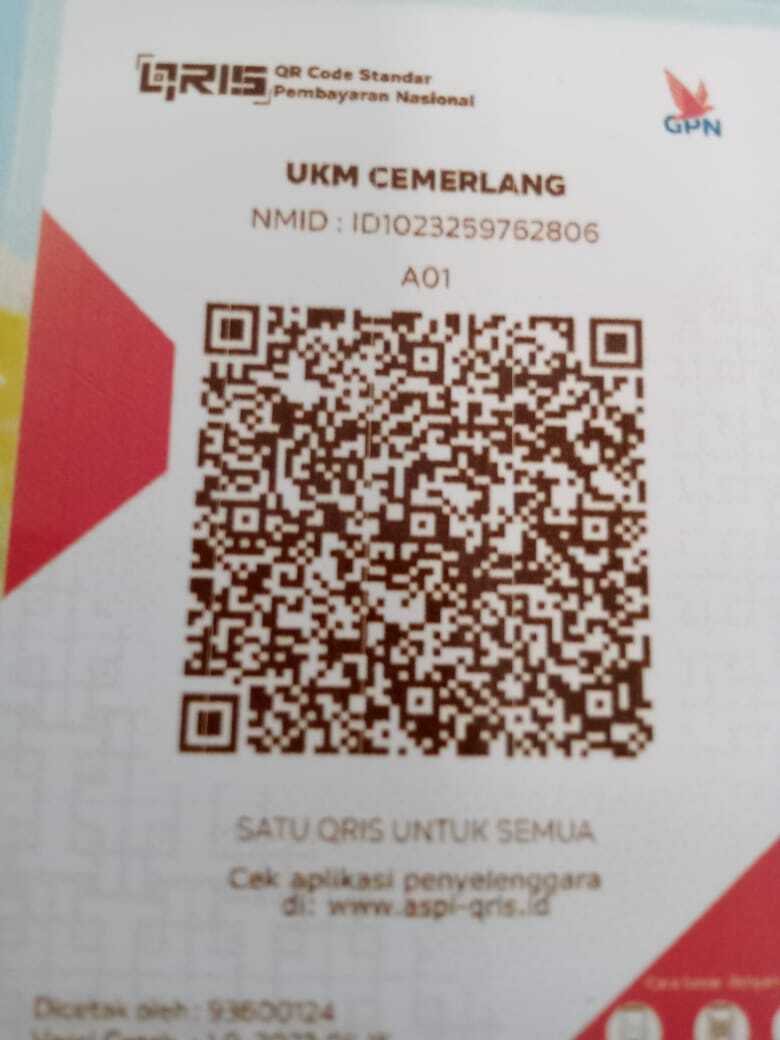 QRIS QR Code Standar
Pembayaran Nasional
GPN
UKM CEMERLANG
NMID : ID1023259762806
A01
SATU QRIS UNTUK SEMUA
Cek aplikasi penyelenggara
di: www.aspi-qris.id
Dicetak oleh : 93600124